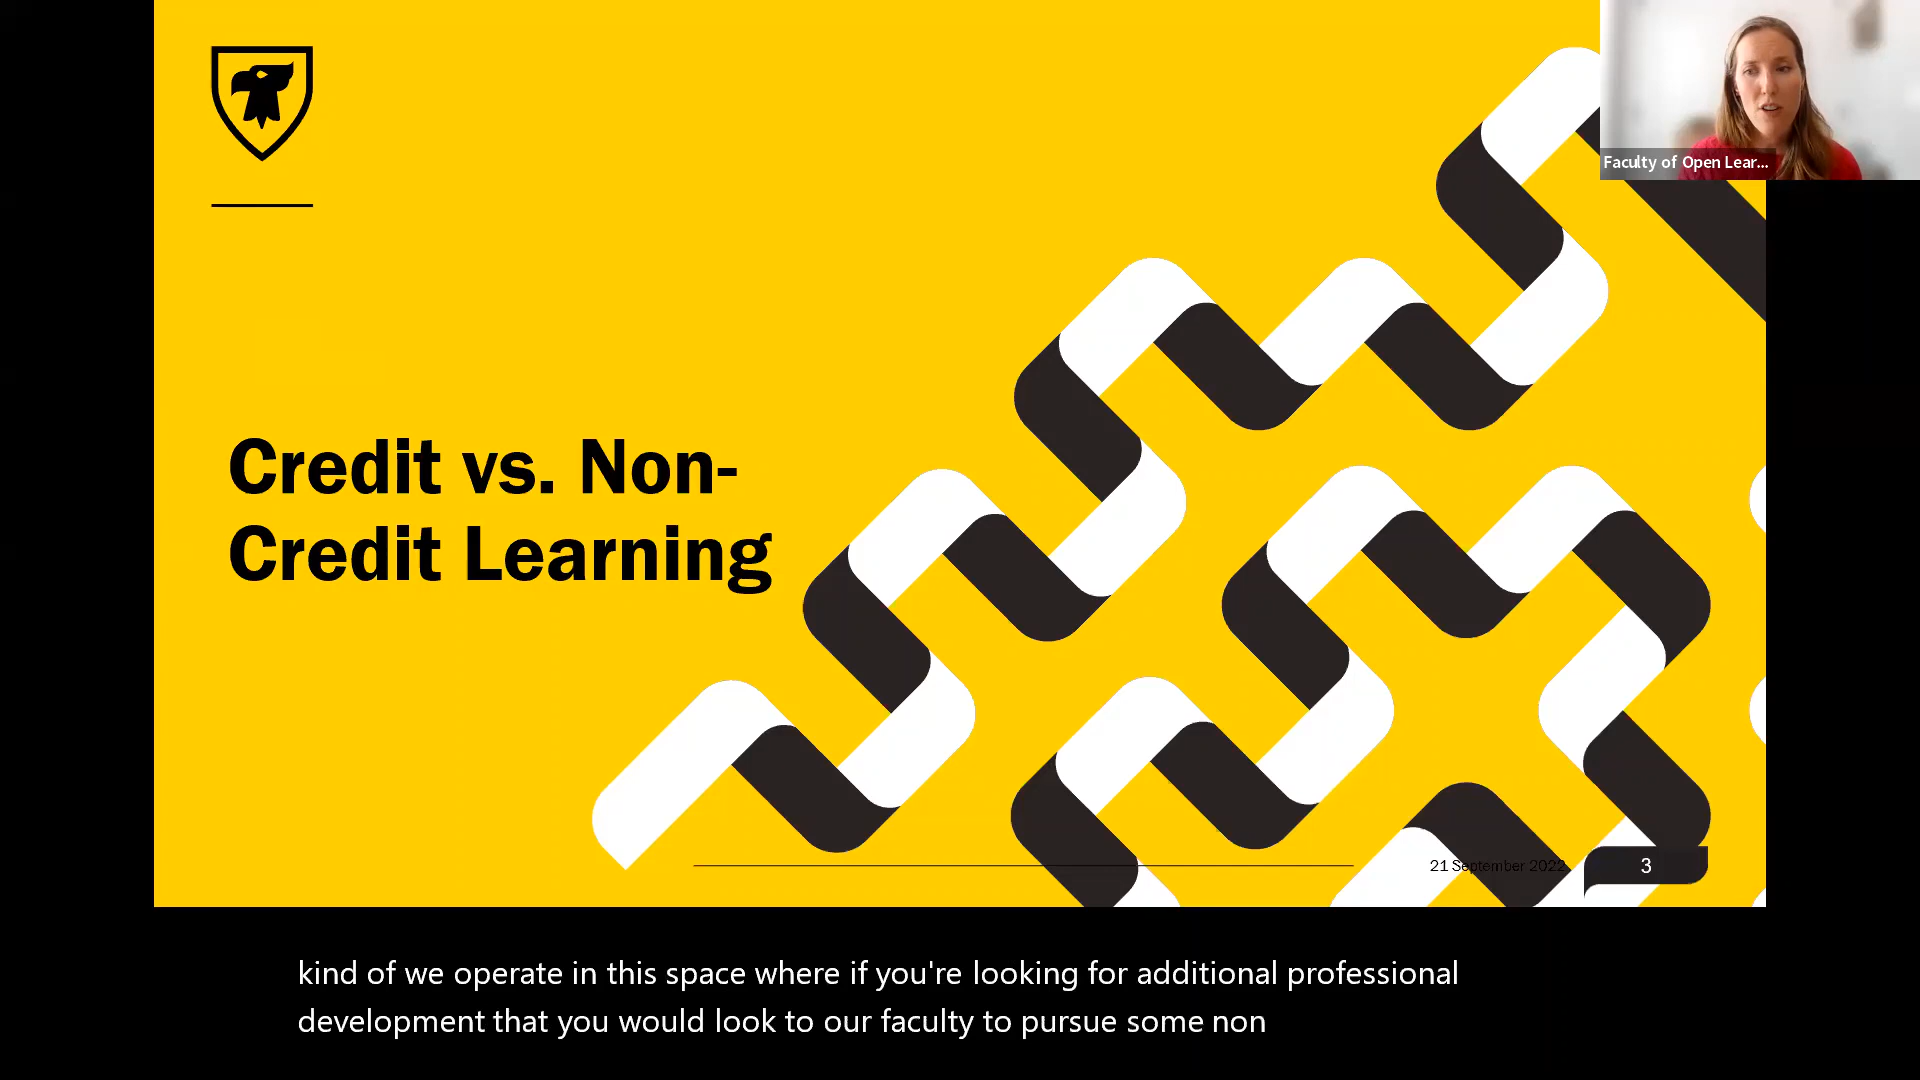 Faculty of Open Lear...
Credit vs. Non-
Credit Learning
21 September 2022
3
kind of we operate in this space where if you're looking for additional professional
development that you would look to our faculty to pursue some non